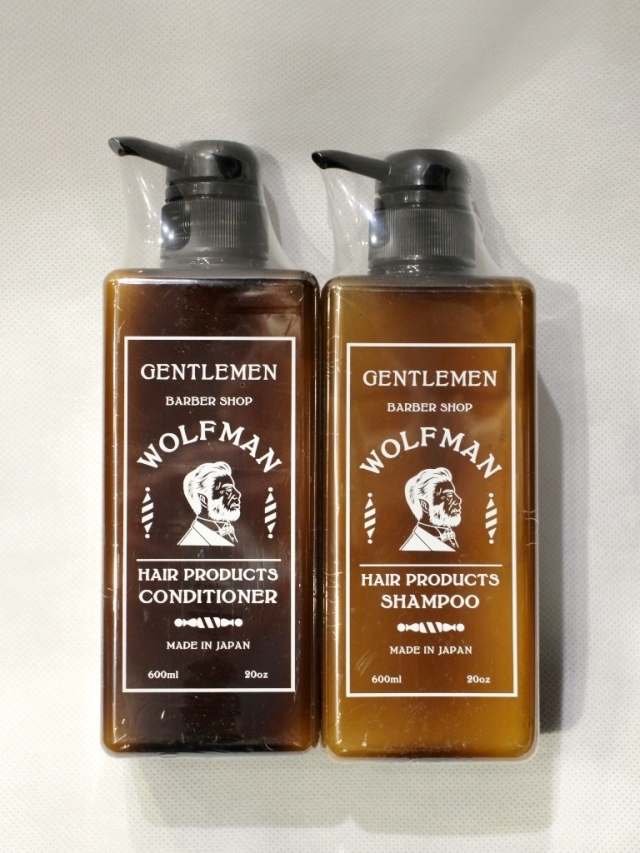 GENTLEMEN
BARBER SHOP
WOLFMAN
HAIR PRODUCTS
CONDITIONER
MADE IN JAPAN
600ml 20oz
GENTLEMEN
BARBER SHOP
WOLFMAN
HAIR PRODUCTS
SHAMPOO
MADE IN JAPAN
600ml 20oz